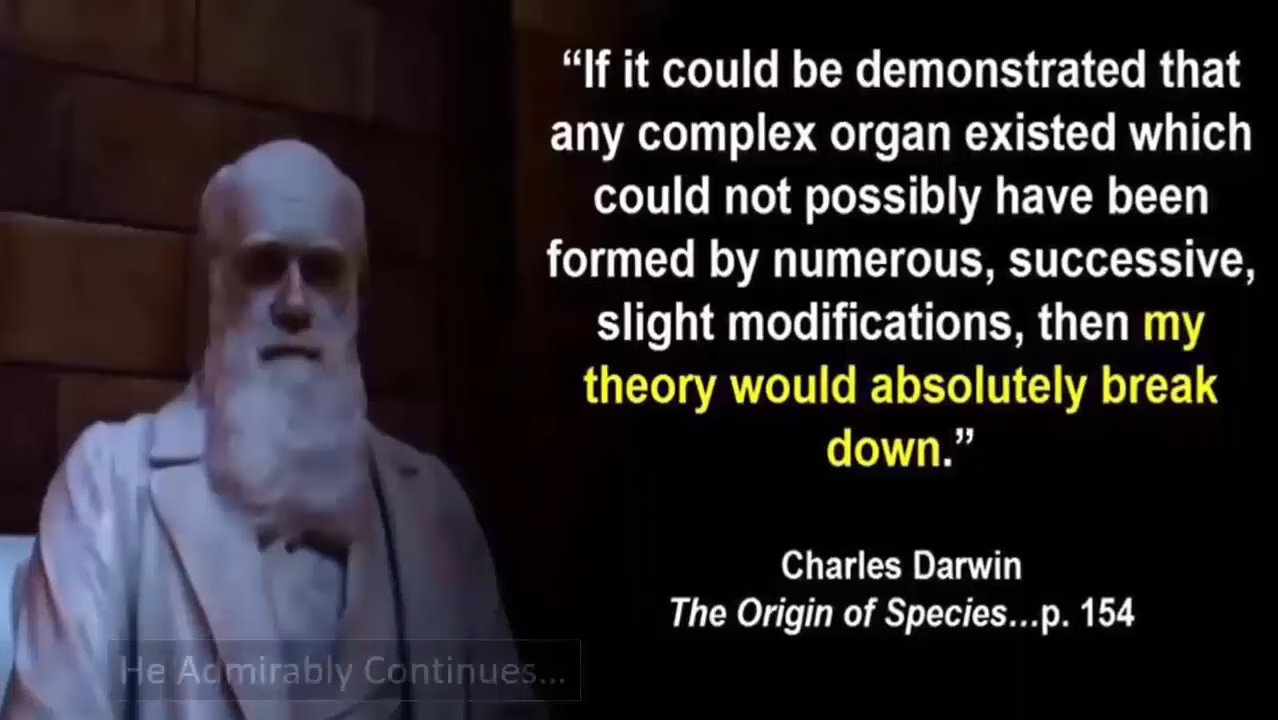 “If it could be demonstrated that
any complex organ existed which
could not possibly have been
formed by numerous, successive,
slight modifications, then my
theory would absolutely break
down.”
Charles Darwin
The Origin of Species...p. 154
He Admirably Continues...